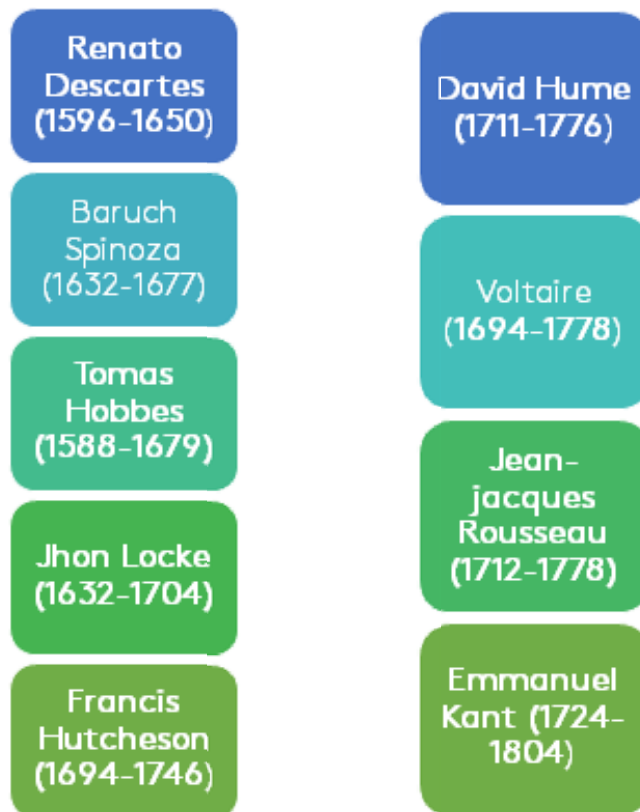 Renato
Descartes
(1596-1650)
Baruch
Spinoza
(1632-1677)
Tomas
Hobbes
(1588-1679)
Jhon Locke
(1632-1704)
Francis
Hutcheson
(1694-1746)
David Hume
(1711-1776)
Voltaire
(1694-1778)
Jean-
jacques
Rousseau
(1712-1778)
Emmanuel
Kant (1724-
1804)